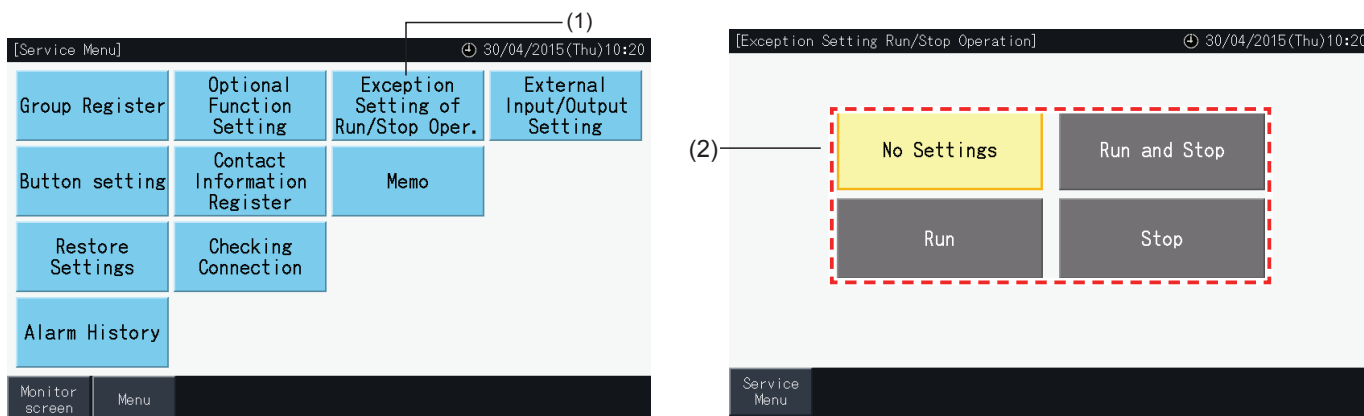 (1)
[Service Menu]
30/04/2015(Thu)10:20
Group Register
Optional
Function
Setting
Exception
Setting of
Run/Stop Oper.
External
Input/Output
Setting
Button setting
Contact
Information
Register
Memo
Restore
Settings
Checking
Connection
Alarm History
Monitor
screen
Menu
[Exception Setting Run/Stop Operation]
30/04/2015(Thu)10:20
(2)
No Settings
Run and Stop
Run
Stop
Service
Menu